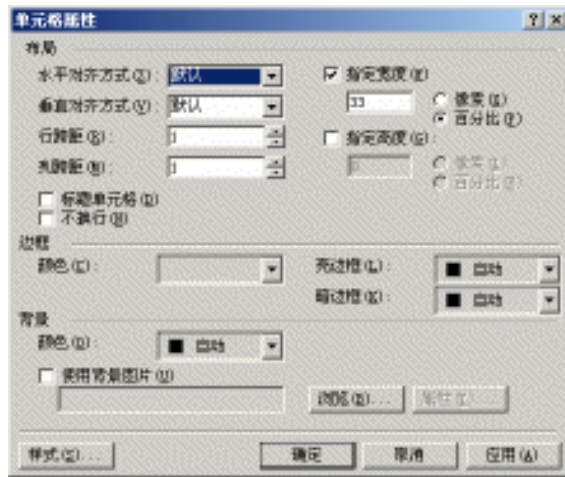 单元格属性
布局
水平对齐方式(Z): 默认
指定宽度(W)
垂直对齐方式(V): 默认
33
像素(X)
百分比(P)
行跨距(S): 1
指定高度(G):
列跨距(N): 1
0
像素(I)
百分比(E)
标题单元格(D)
不换行(H)
边框
颜色(C):
亮边框(L): 自动
暗边框(K): 自动
背景
颜色(O): 自动
使用背景图片(U)
浏览(B)...
属性(T)...
样式(S)...
确定
取消
应用(A)